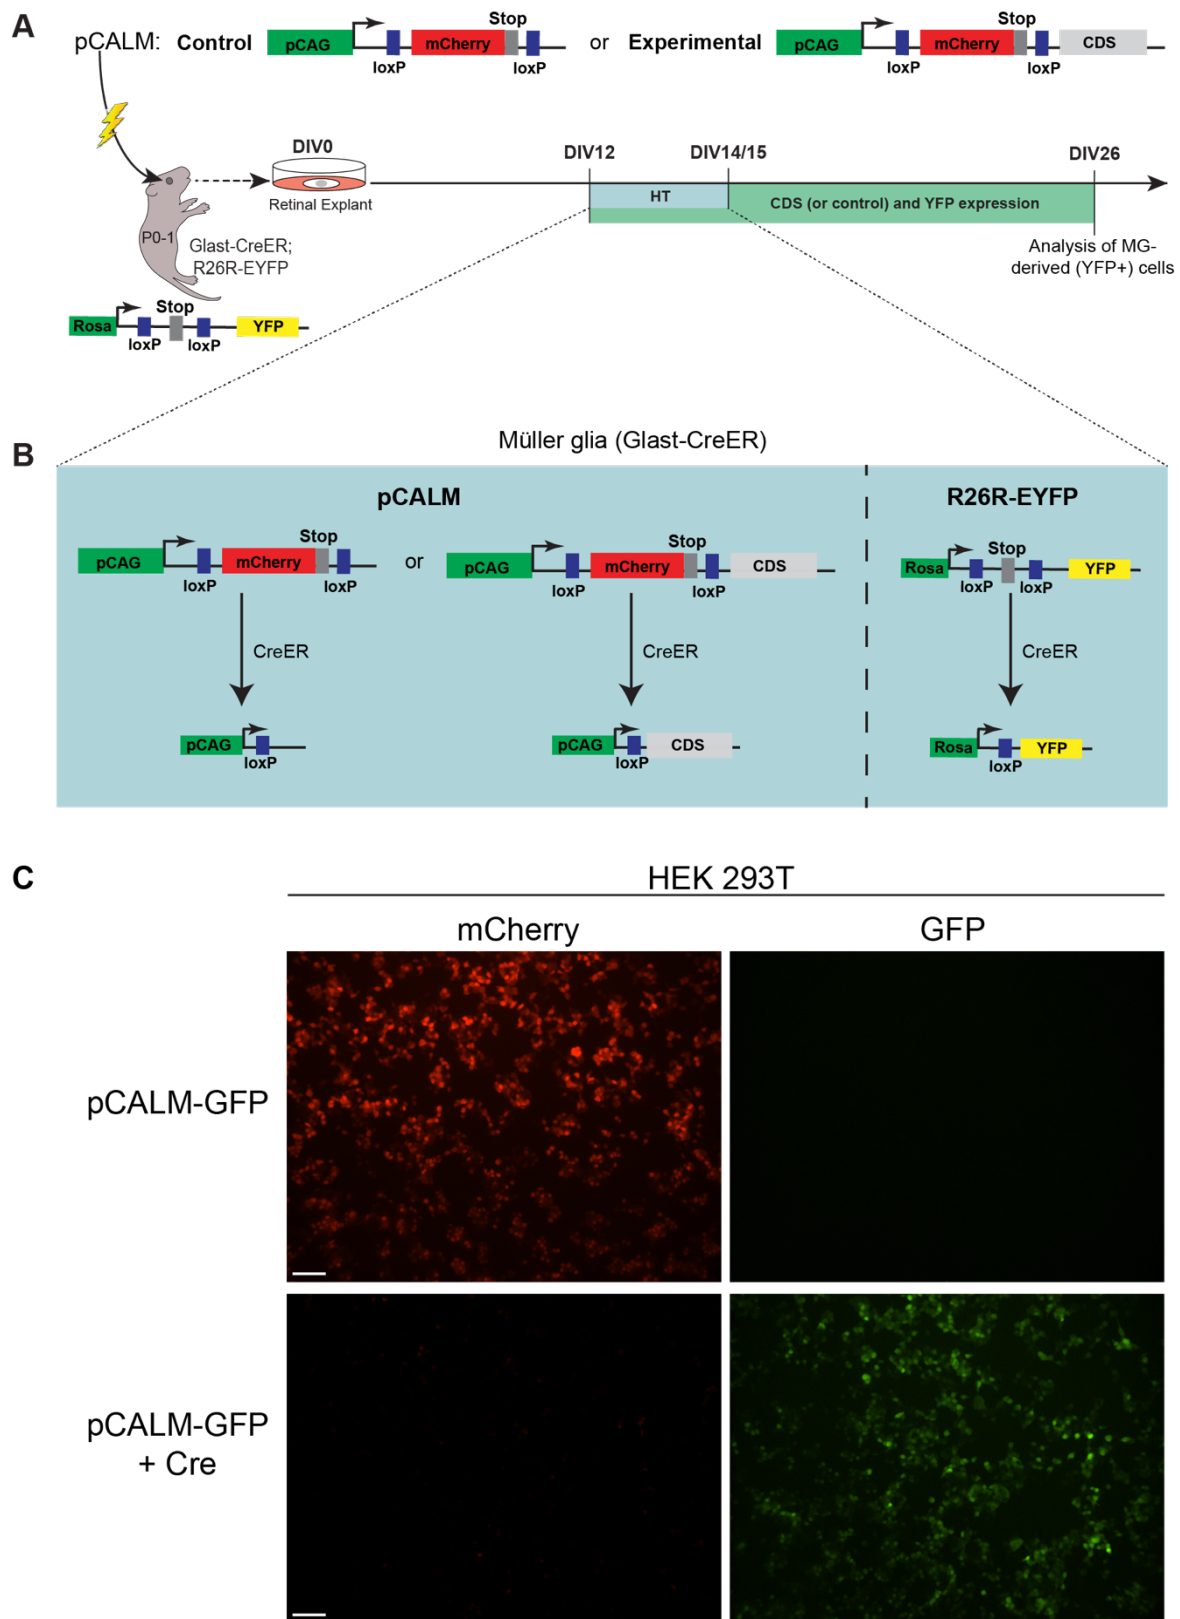 A
pCALM: Control
pCAG
loxP
mCherry
Stop
loxP
or
Experimental
pCAG
loxP
mCherry
Stop
loxP
CDS
DIV0
Retinal Explant
DIV12
DIV14/15
DIV26
HT
CDS (or control) and YFP expression
Analysis of MG-
derived (YFP+) cells
P0-1
Glast-CreER;
R26R-EYFP
Rosa
loxP
Stop
loxP
YFP
B
Müller glia (Glast-CreER)
pCALM
R26R-EYFP
pCAG
loxP
mCherry
Stop
loxP
or
pCAG
loxP
mCherry
Stop
loxP
CDS
Rosa
loxP
Stop
loxP
YFP
CreER
CreER
CreER
pCAG
loxP
pCAG
loxP
CDS
Rosa
loxP
YFP
C
HEK 293T
mCherry
GFP
pCALM-GFP
pCALM-GFP
+ Cre